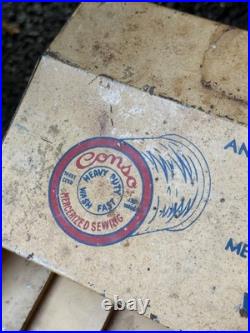 Conso
HEAVY DUTY
WASH FAST
MERCERIZED SEWING
AN
ME